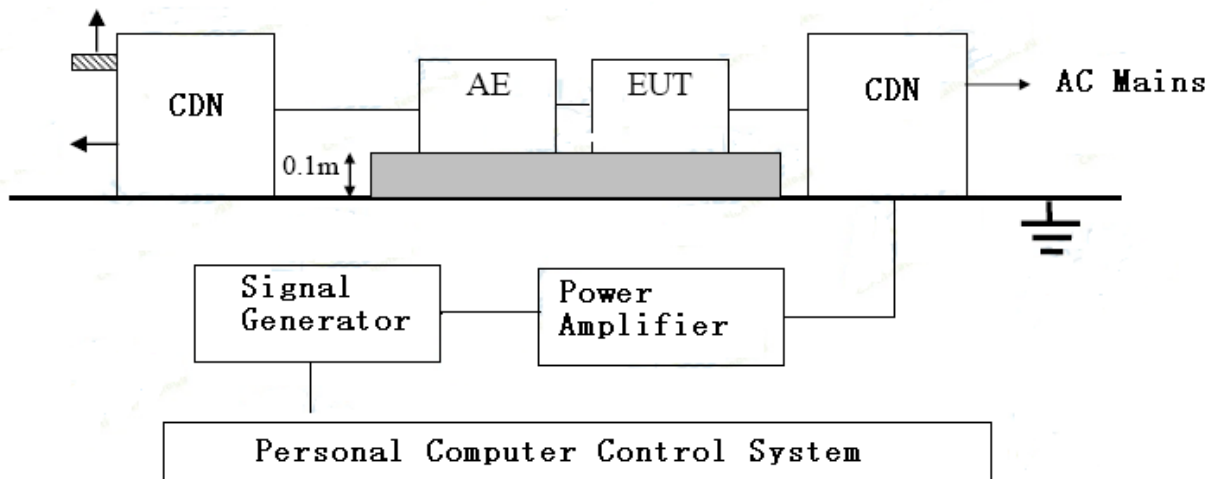 CDN
AE
EUT
CDN
AC Mains
0.1m
Signal
Generator
Power
Amplifier
Personal Computer Control System